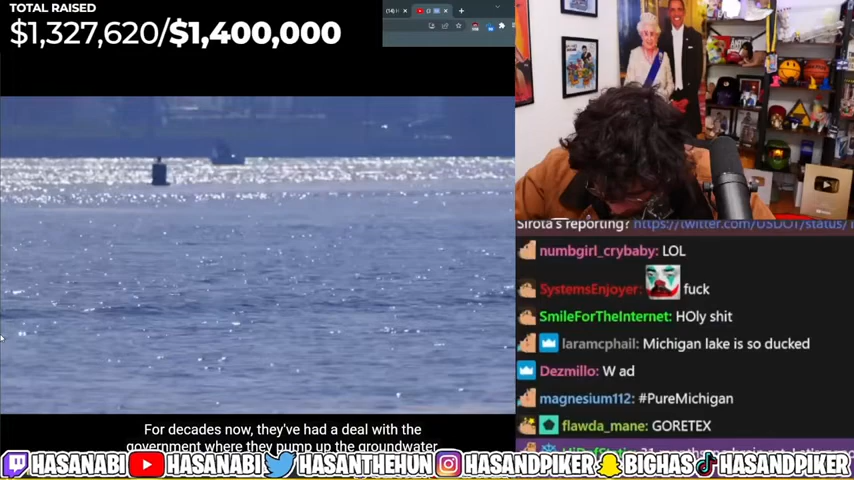 TOTAL RAISED
$1,327,620/$1,400,000
Sirota's reporting? https://twitter.com/USDOT/status/
numbgirl_crybaby: LOL
SystemsEnjoyer: fuck
SmileForTheInternet: HOly shit
laramcphail: Michigan lake is so ducked
Dezmillo: W ad
magnesium112: #PureMichigan
flawda_mane: GORETEX
For decades now, they've had a deal with the
government where they pump up the groundwater
HASANABI HASANABI HASANTHEHUN HASANDPIKER BIGHAS HASANDPIKER